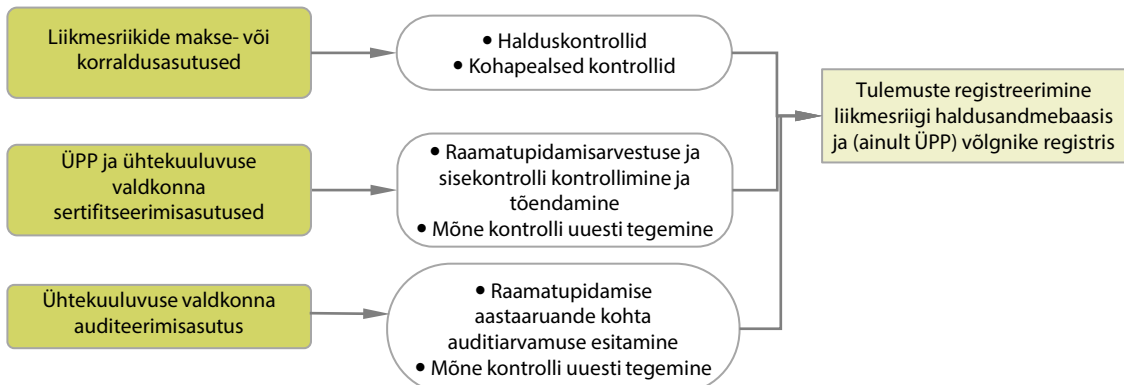 Liikmesriikide makse- või
korraldusasutused
• Halduskontrollid
• Kohapealsed kontrollid
Tulemuste registreerimine
liikmesriigi haldusandmebaasis
ja (ainult ÜPP) võlgnike registris
ÜPP ja ühtekuuluvuse
valdkonna
sertifitseerimisasutused
• Raamatupidamisarvestuse ja
sisekontrolli kontrollimine ja
tõendamine
• Mõne kontrolli uuesti tegemine
Ühtekuuluvuse valdkonna
auditeerimisasutus
• Raamatupidamise
aastaaruande kohta
auditiarvamuse esitamine
• Mõne kontrolli uuesti tegemine